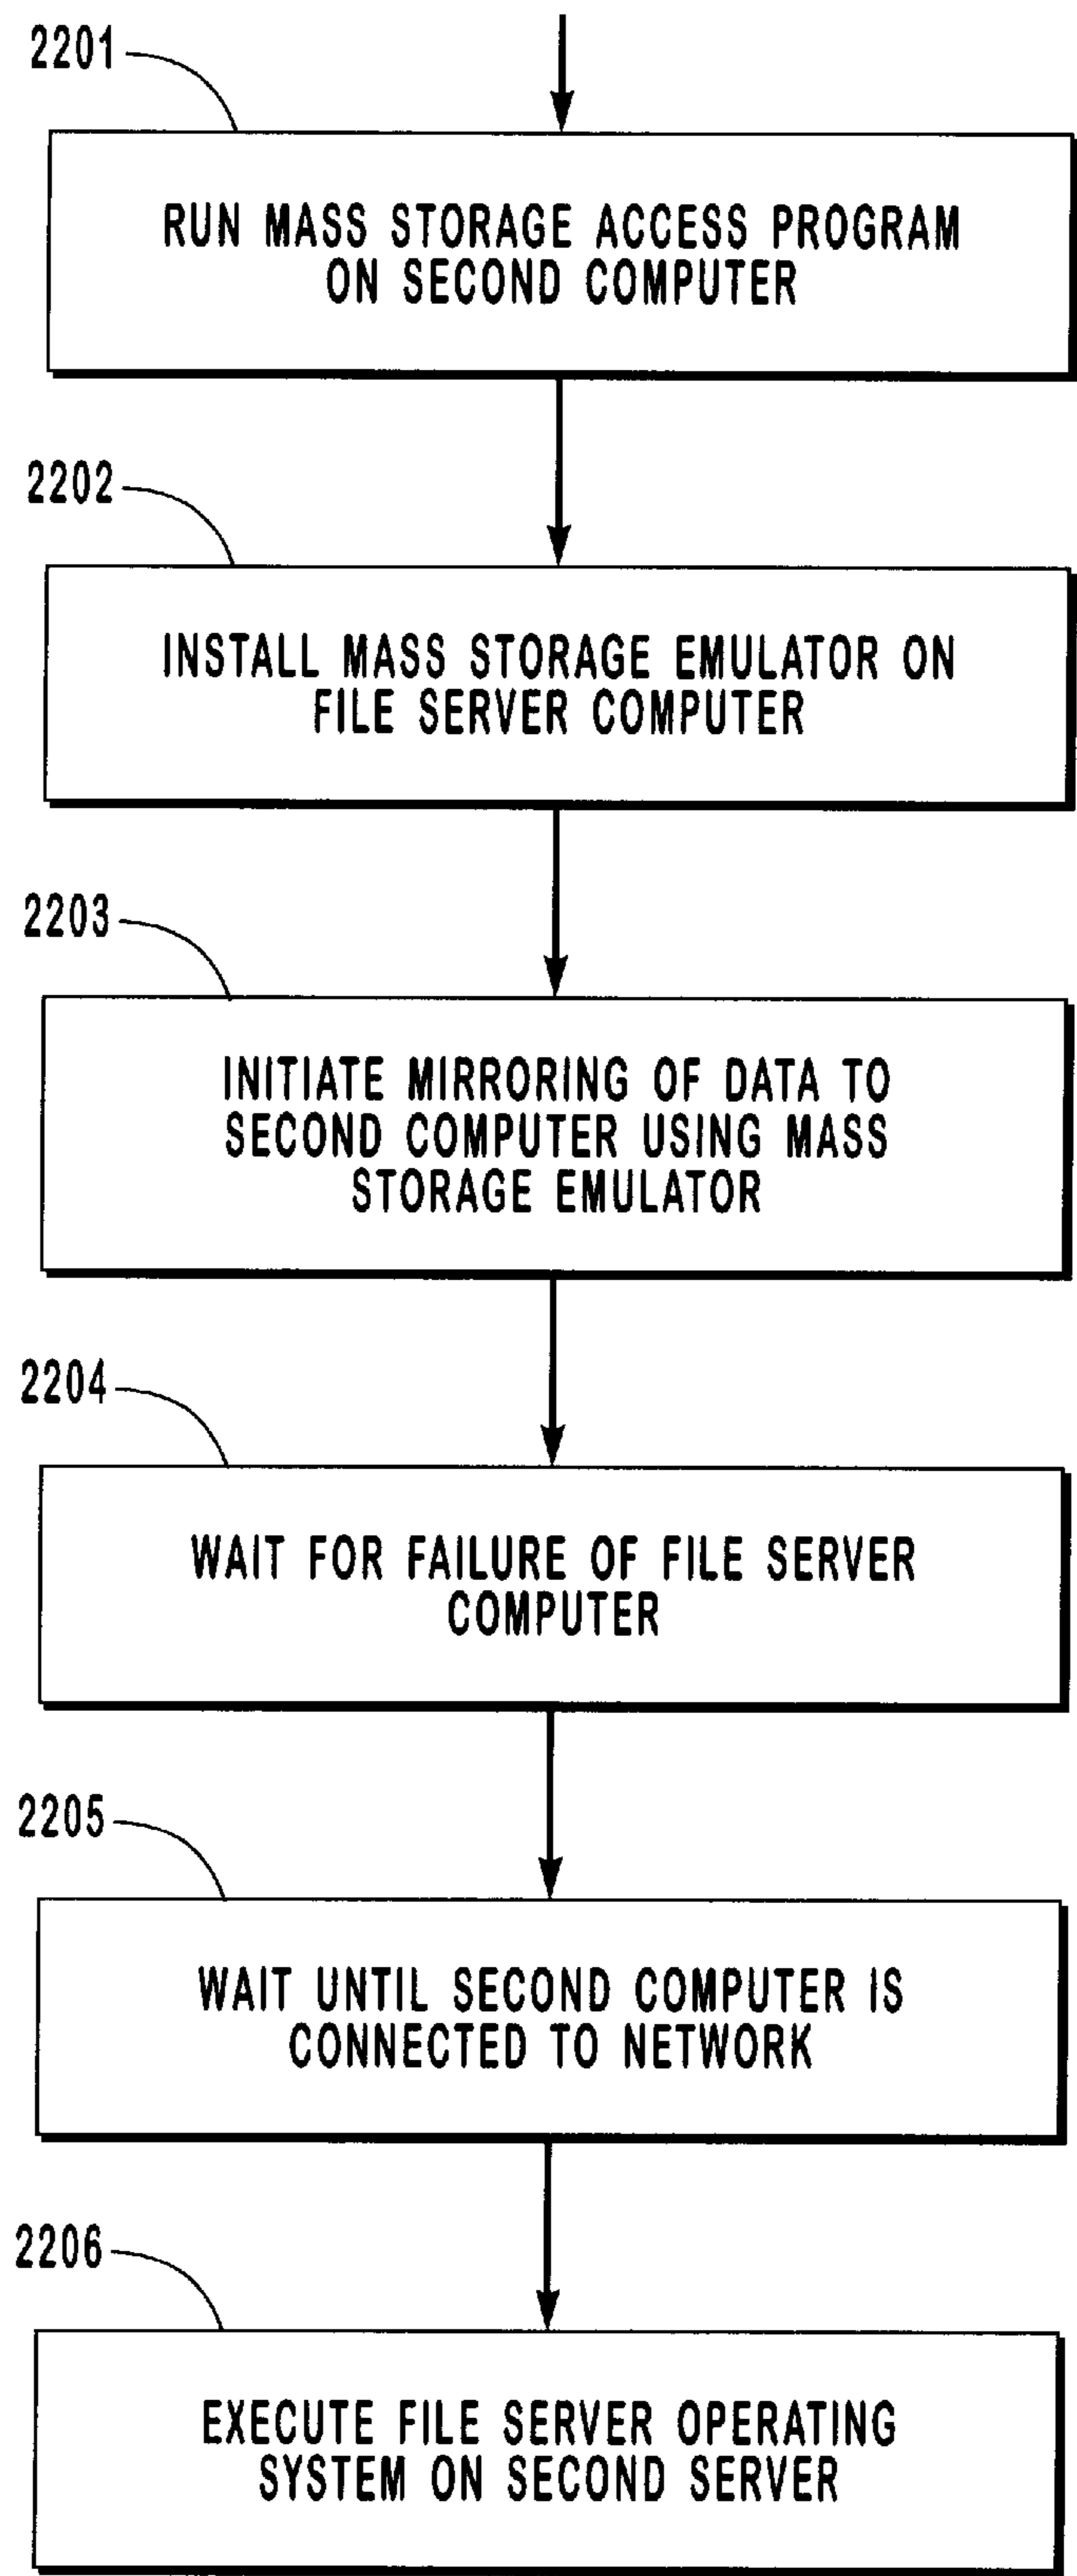 2201
RUN MASS STORAGE ACCESS PROGRAM
ON SECOND COMPUTER
2202
INSTALL MASS STORAGE EMULATOR ON
FILE SERVER COMPUTER
2203
INITIATE MIRRORING OF DATA TO
SECOND COMPUTER USING MASS
STORAGE EMULATOR
2204
WAIT FOR FAILURE OF FILE SERVER
COMPUTER
2205
WAIT UNTIL SECOND COMPUTER IS
CONNECTED TO NETWORK
2206
EXECUTE FILE SERVER OPERATING
SYSTEM ON SECOND SERVER